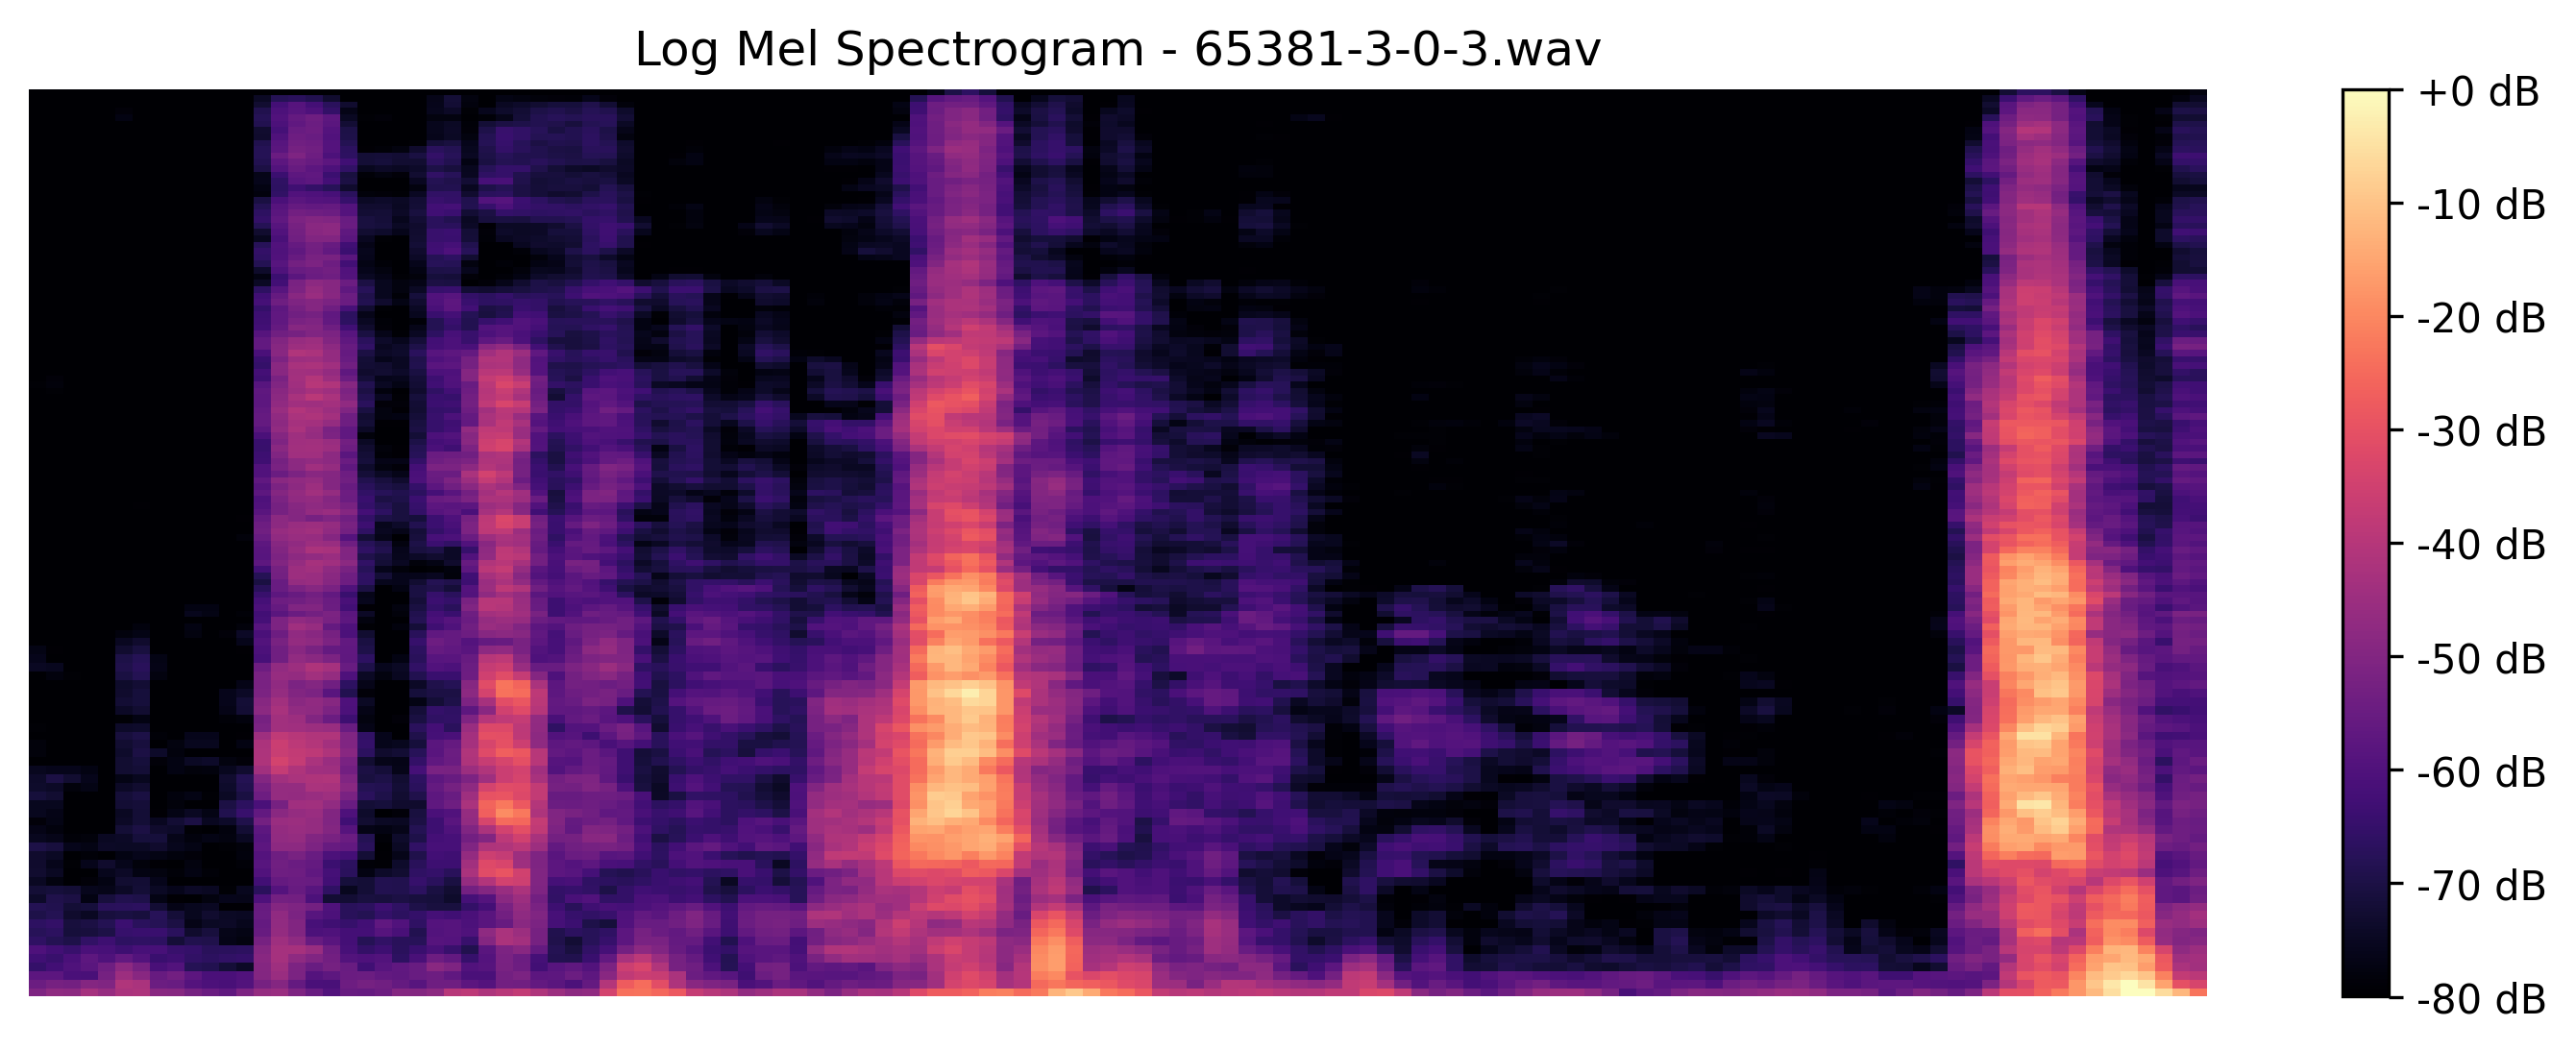 Log Mel Spectrogram - 65381-3-0-3.wav
+0 dB
-10 dB
-20 dB
-30 dB
-40 dB
-50 dB
-60 dB
-70 dB
-80 dB